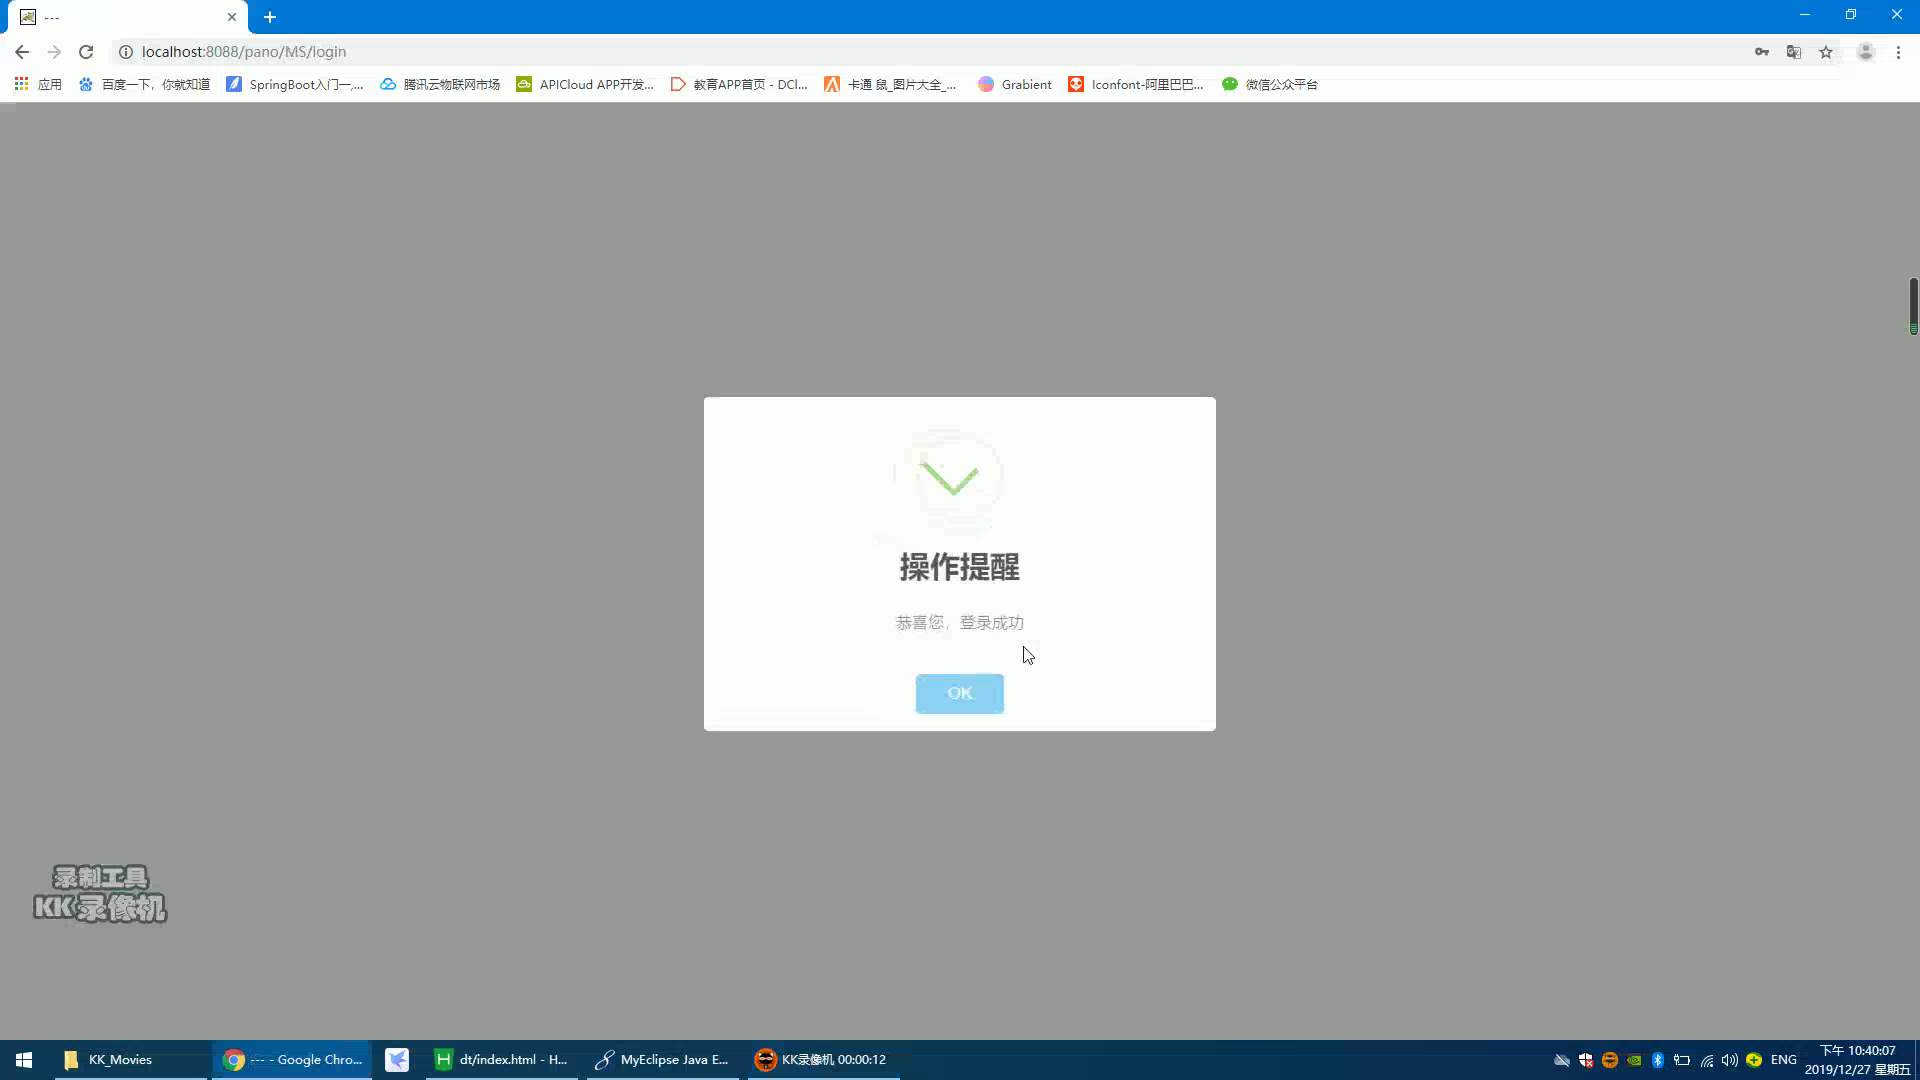 ---
localhost:8088/pano/MS/login
应用
百度一下，你就知道
SpringBoot入门一,...
腾讯云物联网市场
APICloud APP开发...
教育APP首页 - DCl...
卡通 鼠_图片大全_...
Grabient
Iconfont-阿里巴巴...
微信公众平台
操作提醒
恭喜您，登录成功
OK
录制工具
KK录像机
KK_Movies
--- - Google Chro...
dt/index.html - H...
MyEclipse Java E...
KK录像机 00:00:12
ENG
下午 10:40:07
2019/12/27 星期五